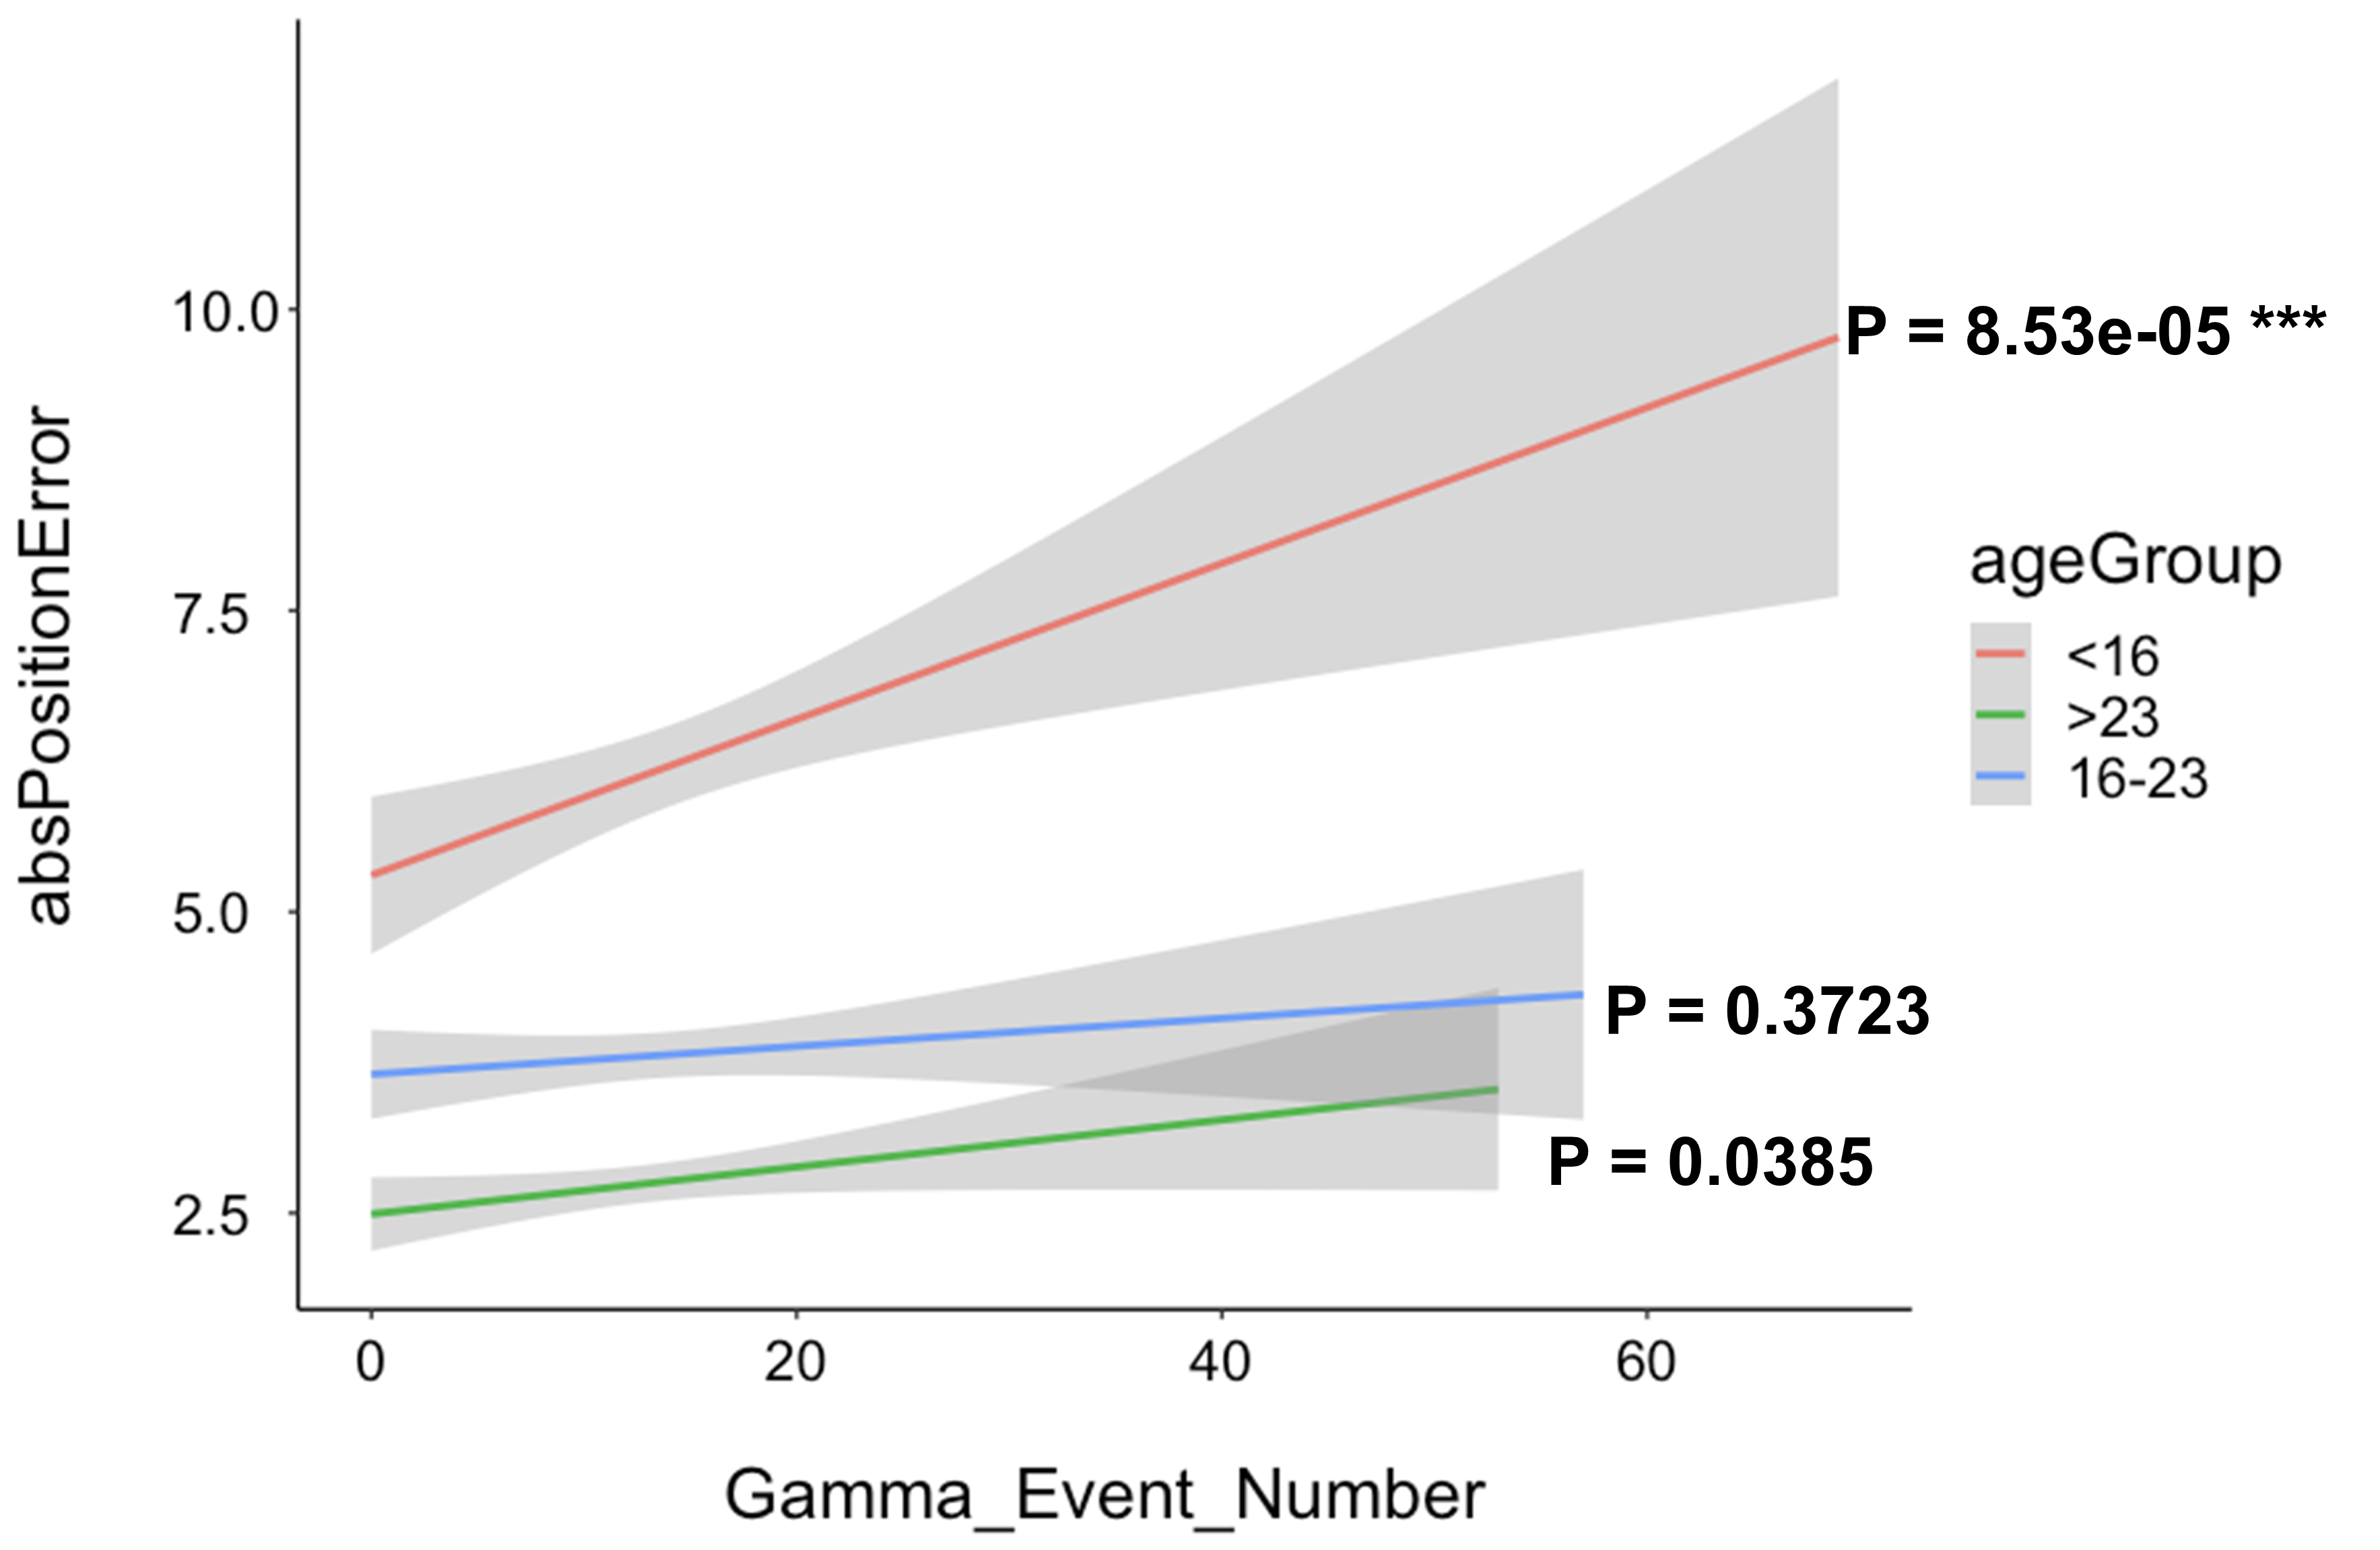 absPositionError
10.0
7.5
5.0
2.5
P = 8.53e-05 ***
P = 0.3723
P = 0.0385
ageGroup
<16
>23
16-23
0 20 40 60
Gamma_Event_Number